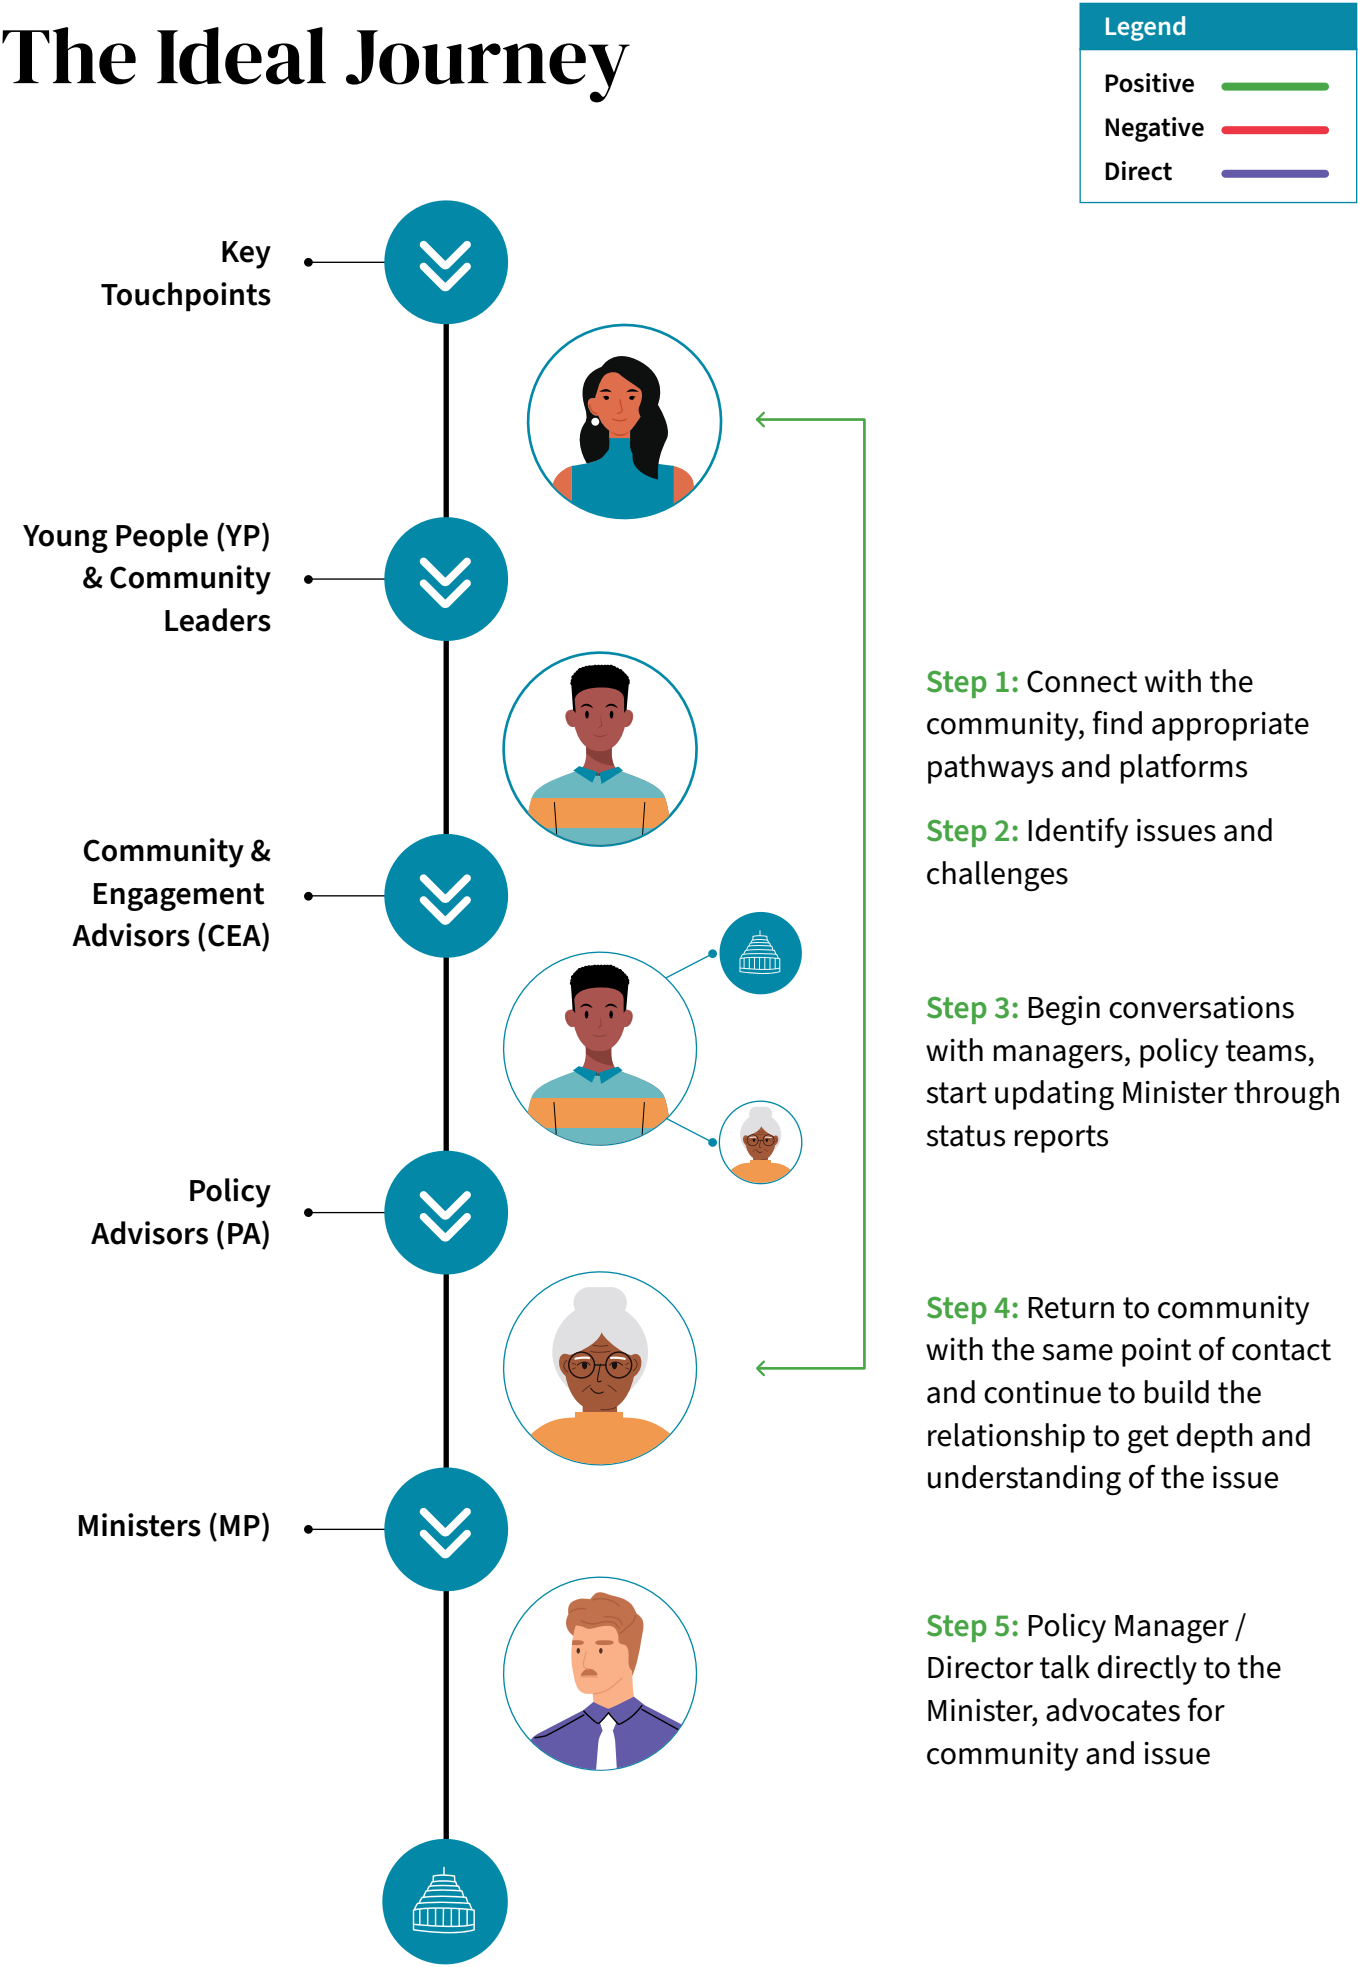 The Ideal Journey
Legend
Positive
Negative
Direct
Key
Touchpoints
Young People (YP)
& Community
Leaders
Step 1: Connect with the
community, find appropriate
pathways and platforms
Step 2: Identify issues and
challenges
Community &
Engagement
Advisors (CEA)
Step 3: Begin conversations
with managers, policy teams,
start updating Minister through
status reports
Policy
Advisors (PA)
Step 4: Return to community
with the same point of contact
and continue to build the
relationship to get depth and
understanding of the issue
Ministers (MP)
Step 5: Policy Manager /
Director talk directly to the
Minister, advocates for
community and issue